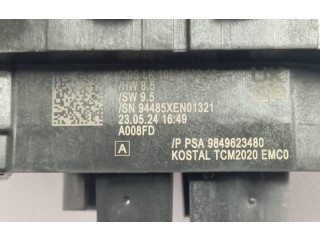 /HW 8.5
/SW 9.5
/SN 94485XEN01321
23.05.24 16:49
A008FD
A
/P PSA 9849623480
KOSTAL TCM2020 EMC0